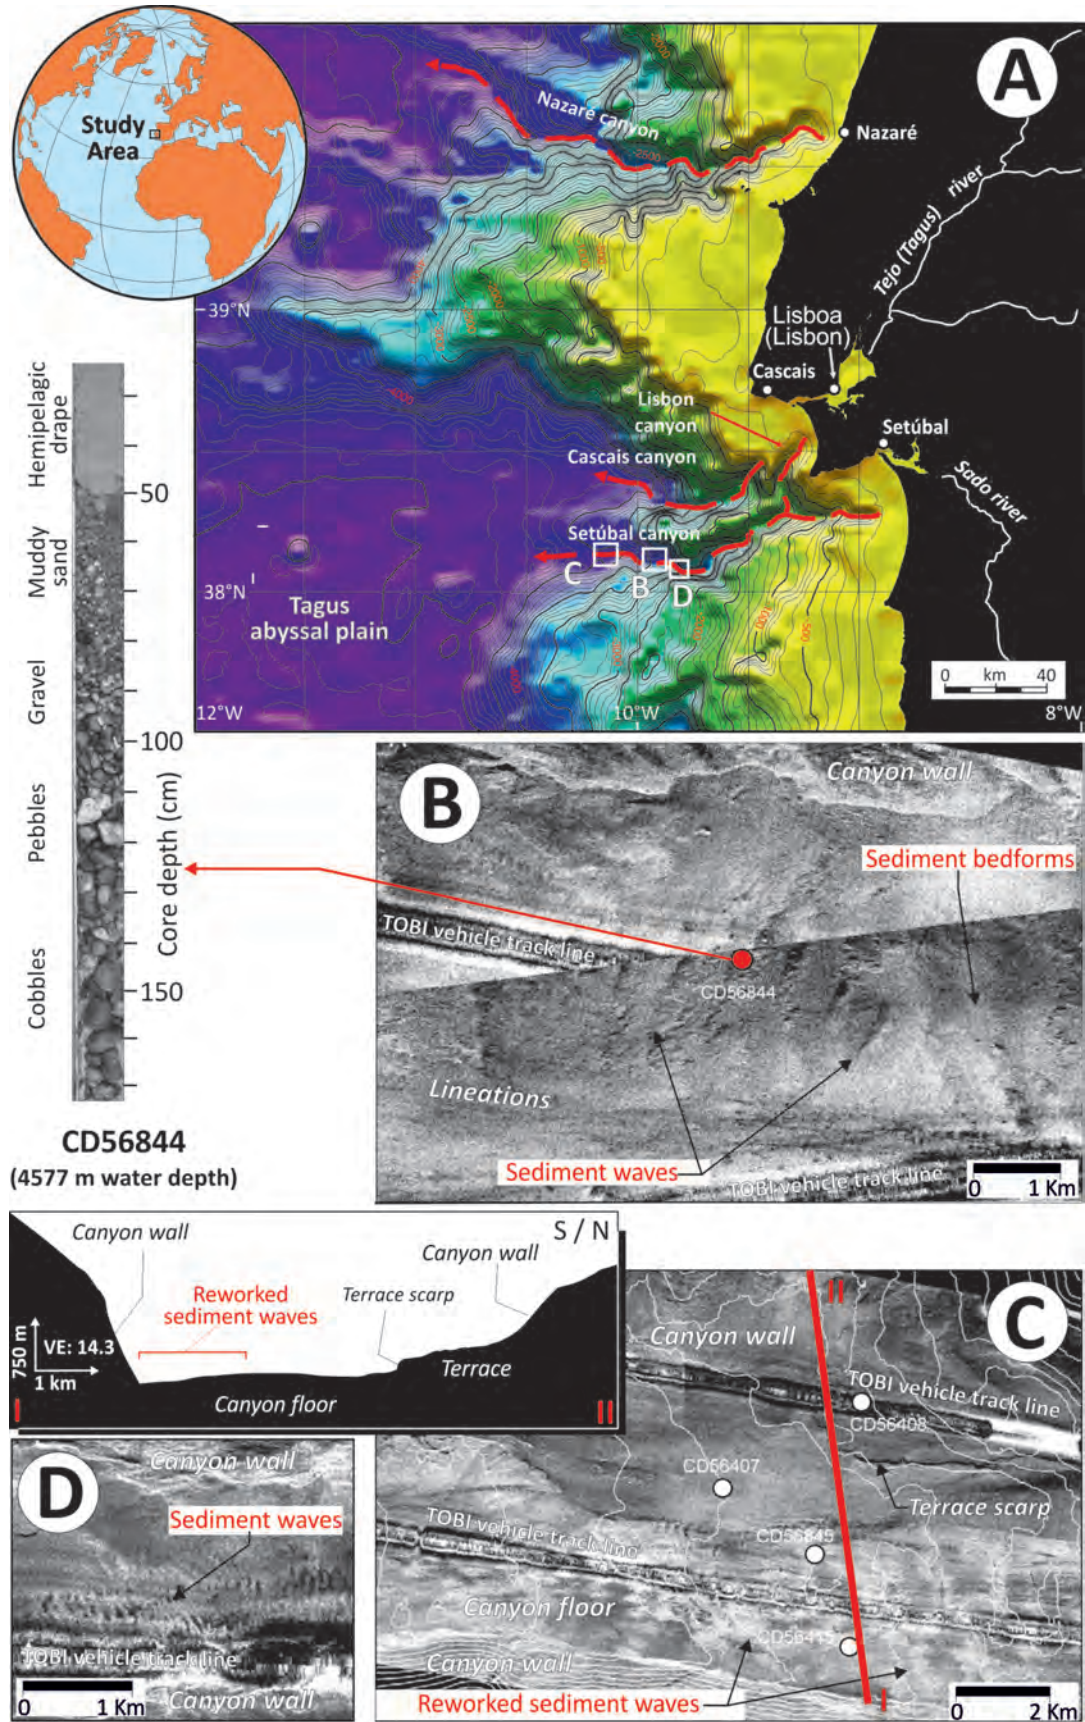 Study
Area
A
Nazaré canyon
Nazaré
Tejo (Tagus) river
39°N
Lisboa
(Lisbon)
Cascais
Lisbon
canyon
Setúbal
Cascais canyon
Sado river
Setúbal canyon
C
B
D
38°N
Tagus
abyssal plain
0 km 40
12°W
10°W
8°W
-2000
-2500
-500
Hemipelagic
drape
Muddy
sand
Gravel
Pebbles
Cobbles
50
100
150
Core depth (cm)
CD56844
(4577 m water depth)
B
Canyon wall
Sediment bedforms
TOBI vehicle track line
CD56844
Lineations
Sediment waves
TOBI vehicle track line
0 1 Km
S / N
Canyon wall
Canyon wall
Reworked
sediment waves
Terrace scarp
750 m
VE: 14.3
1 km
Terrace
Canyon floor
I
II
C
II
Canyon wall
TOBI vehicle track line
CD56408
CD56407
Terrace scarp
TOBI vehicle track line
CD56845
Canyon floor
CD56415
Canyon wall
Reworked sediment waves
I
0 2 Km
D
Canyon wall
Sediment waves
TOBI vehicle track line
Canyon wall
0 1 Km